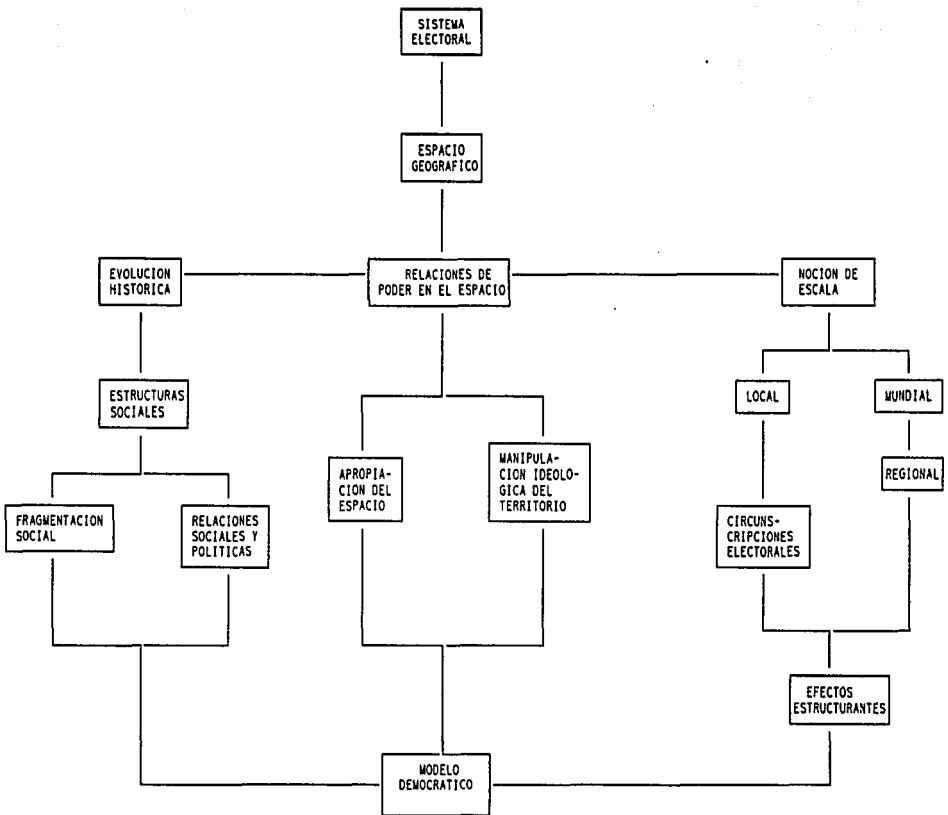 SISTEMA
ELECTORAL
ESPACIO
GEOGRAFICO
EVOLUCION
HISTORICA
RELACIONES DE
PODER EN EL ESPACIO
NOCION DE
ESCALA
ESTRUCTURAS
SOCIALES
LOCAL
MUNDIAL
APROPIA-
CION DEL
ESPACIO
MANIPULA-
CION IDEOLO-
GICA DEL
TERRITORIO
REGIONAL
FRAGMENTACION
SOCIAL
RELACIONES
SOCIALES Y
POLITICAS
CIRCUNS-
CRIPCIONES
ELECTORALES
EFECTOS
ESTRUCTURANTES
MODELO
DEMOCRATICO